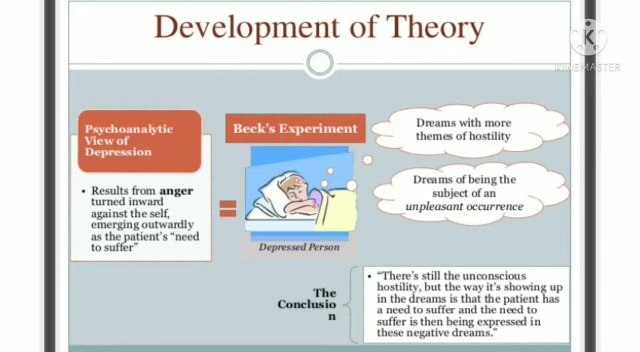 Development of Theory
KINEMASTER
Psychoanalytic
View of
Depression
• Results from anger
turned inward
against the self,
emerging outwardly
as the patient's "need
to suffer"
=
Beck's Experiment
Depressed Person
Dreams with more
themes of hostility
Dreams of being the
subject of an
unpleasant occurrence
The
Conclusio
n
• "There's still the unconscious
hostility, but the way it's showing up
in the dreams is that the patient has
a need to suffer and the need to
suffer is then being expressed in
these negative dreams."